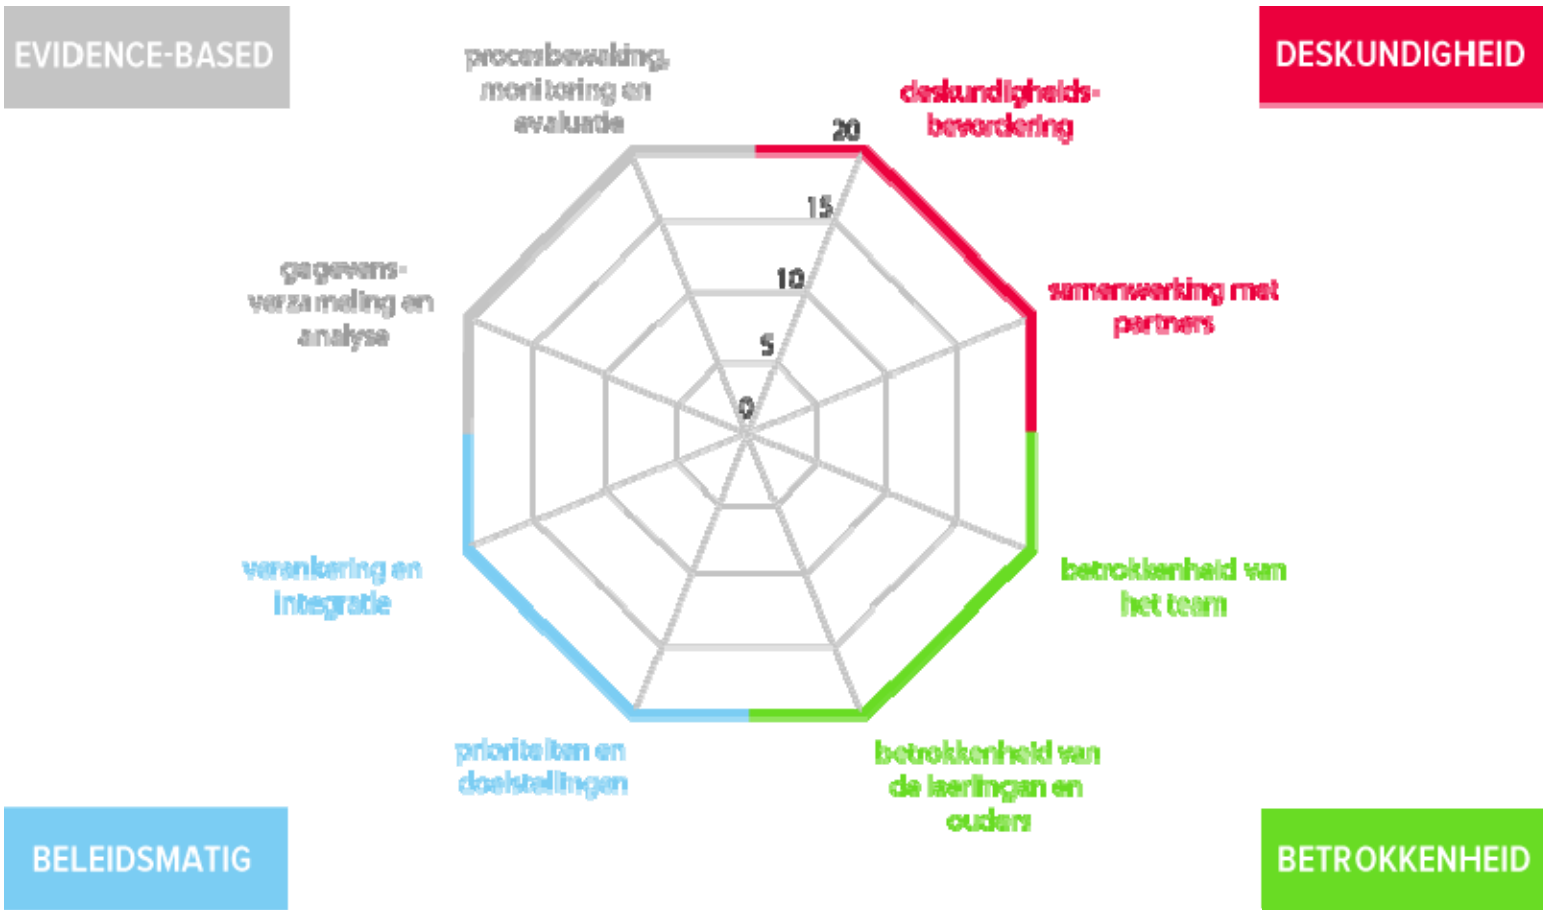 EVIDENCE-BASED
DESKUNDIGHEID
procesbewaking,
monitoring en
evaluatie
deskundigheids-
bevordering
20
15
10
5
0
gegevens-
verzameling en
analyse
samenwerking met
partners
verankering en
integratie
betrokkenheid van
het team
prioriteiten en
doelstellingen
betrokkenheid van
de leerlingen en
ouders
BELEIDSMATIG
BETROKKENHEID